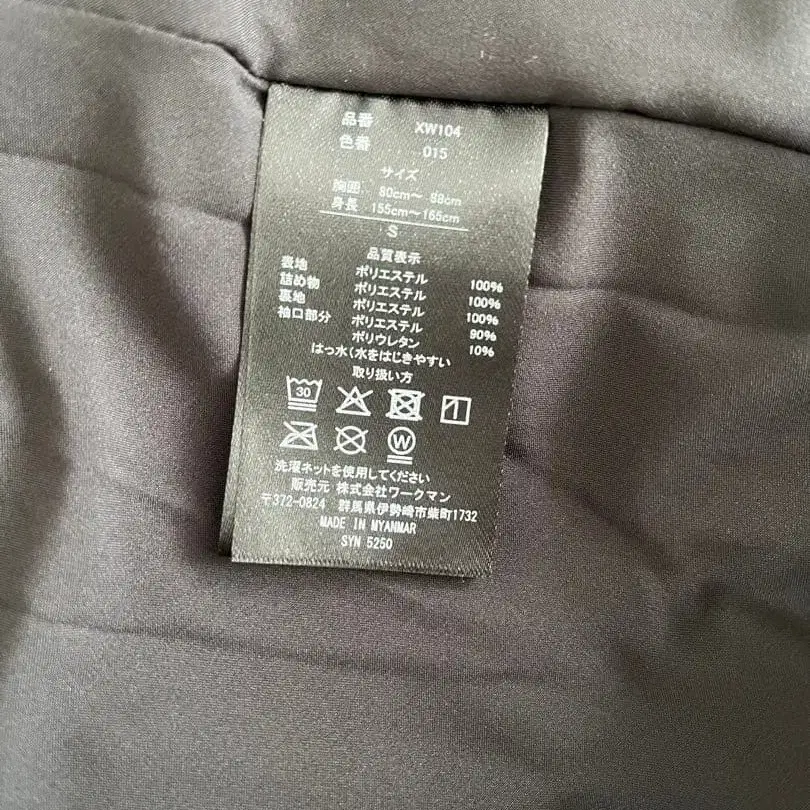 品番 XW104
色番 015
サイズ
胸囲 80cm～ 88cm
身長 155cm～165cm
S
品質表示
表地 ポリエステル 100%
詰め物 ポリエステル 100%
裏地 ポリエステル 100%
袖口部分 ポリエステル 90%
ポリウレタン 10%
はっ水(水をはじきやすい
取り扱い方
30
W
洗濯ネットを使用してください
販売元 株式会社ワークマン
〒372-0824 群馬県伊勢崎市柴町1732
MADE IN MYANMAR
SYN 5250